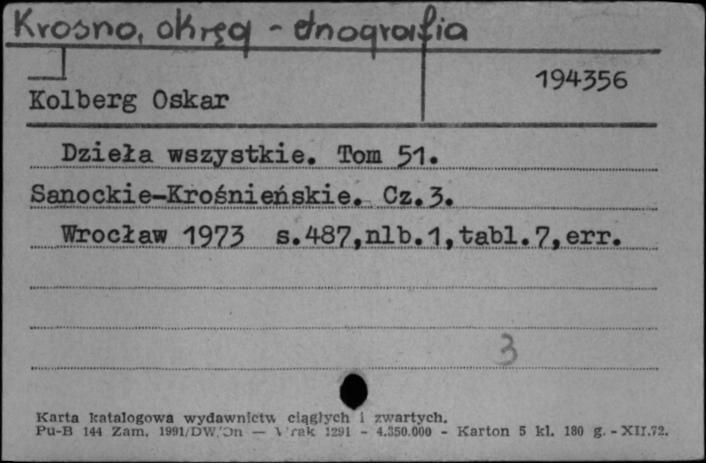 Krosno, okręg - etnografia
194356
Kolberg Oskar
Dzieła wszystkie. Tom 51.
Sanockie-Krośnieńskie. Cz.3.
Wrocław 1973 s.487,nlb.1,tabl.7,err.
3
Karta katalogowa wydawnictw ciągłych i zwartych.
Pu-B 144 Zam. 1991/DW. — 1291 - 4.350.000 - Karton 5 kl. 180 g. - XII.72.